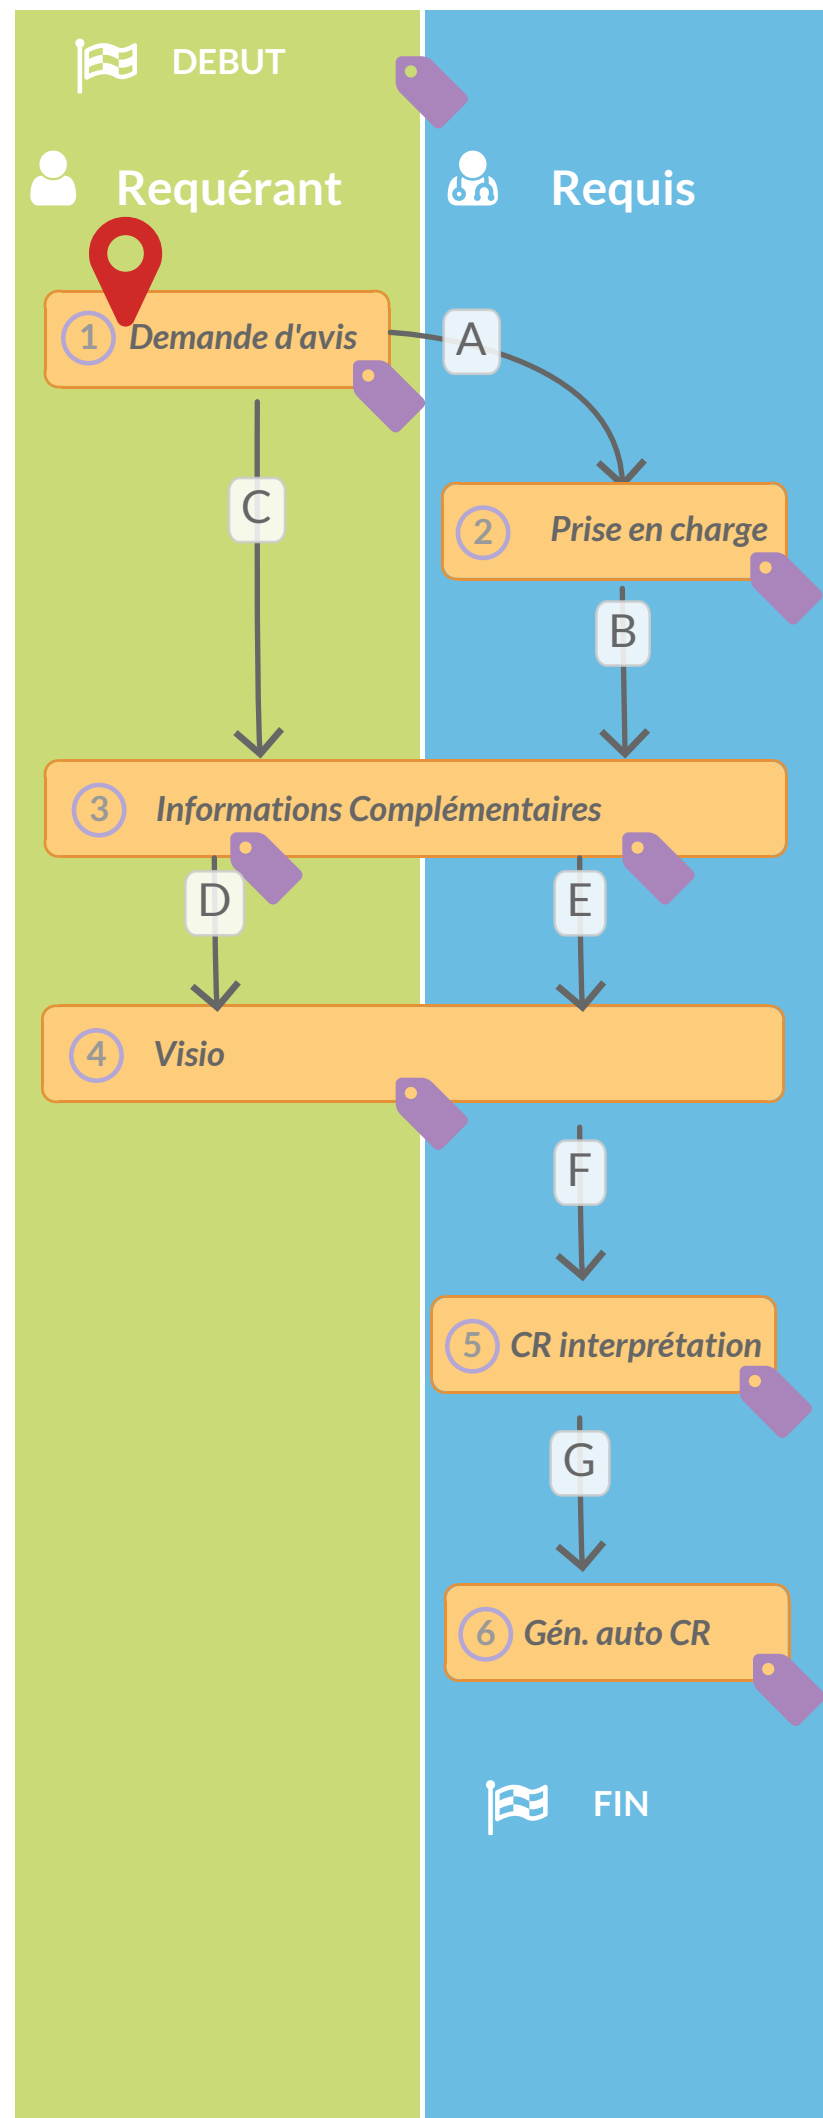 DEBUT
Requérant
Requis
1 Demande d'avis
A
C
2 Prise en charge
B
3 Informations Complémentaires
D
E
4 Visio
F
5 CR interprétation
G
6 Gén. auto CR
FIN